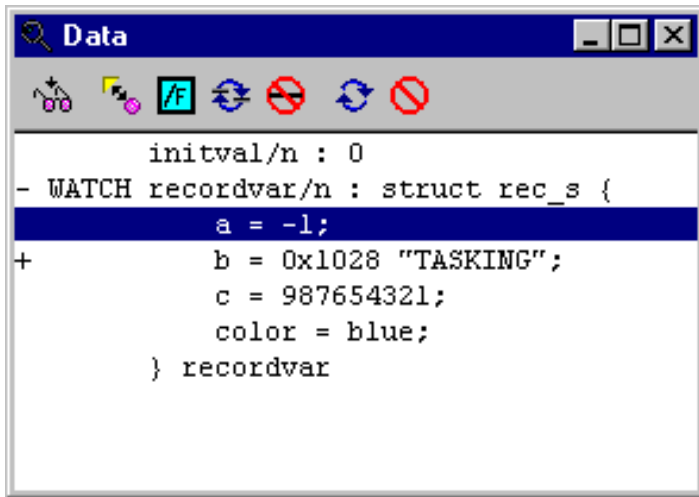 Data
/F
initval/n : 0
- WATCH recordvar/n : struct rec_s {
a = -1;
+ b = 0x1028 "TASKING";
c = 987654321;
color = blue;
} recordvar